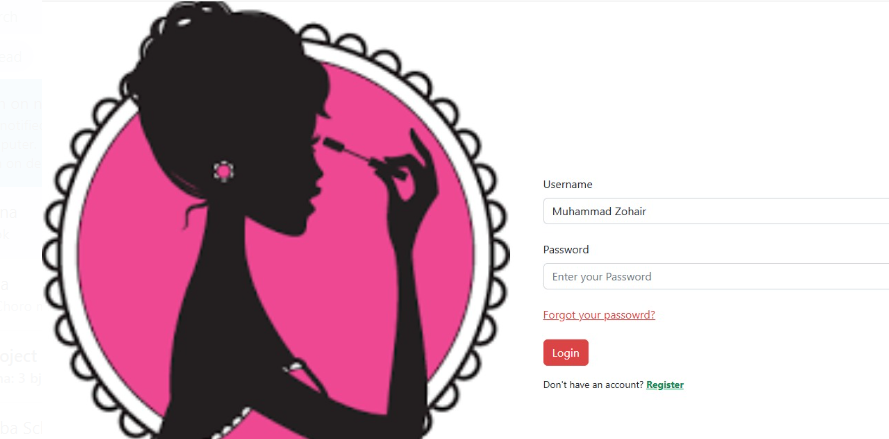 Username
Muhammad Zohair
Password
Enter your Password
Forgot your passowrd?
Login
Don't have an account? Register